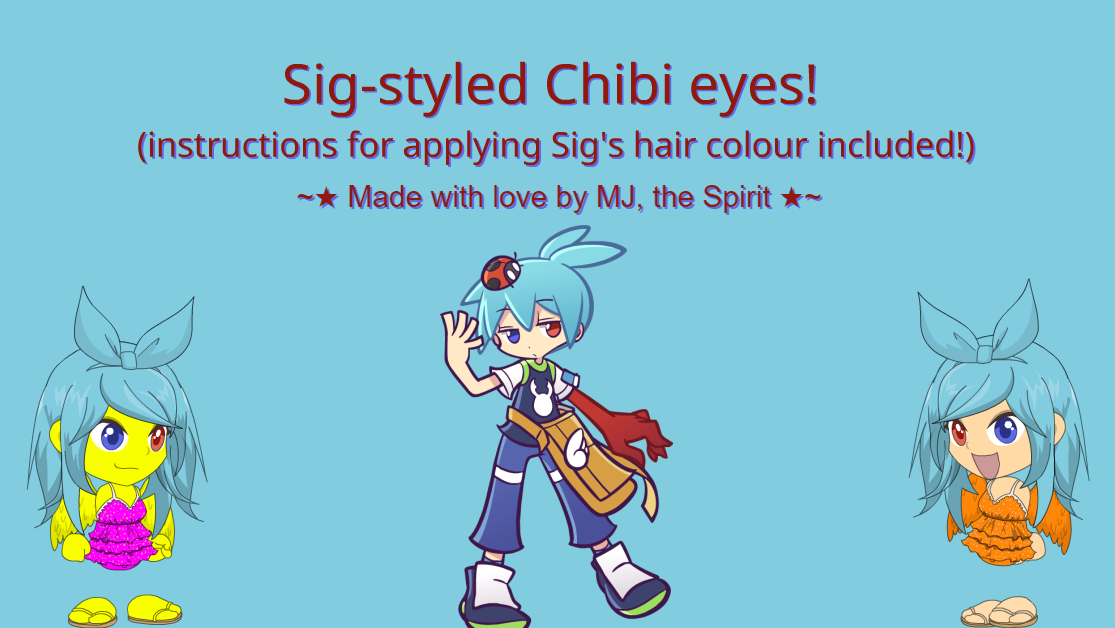 Sig-styled Chibi eyes!
(instructions for applying Sig's hair colour included!)
~★ Made with love by MJ, the Spirit ★~